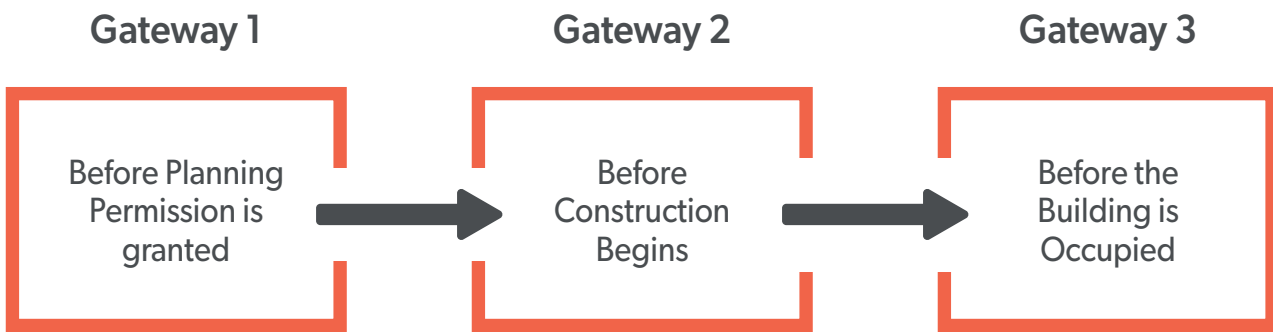 Gateway 1
Before Planning
Permission is
granted
Gateway 2
Before
Construction
Begins
Gateway 3
Before the
Building is
Occupied